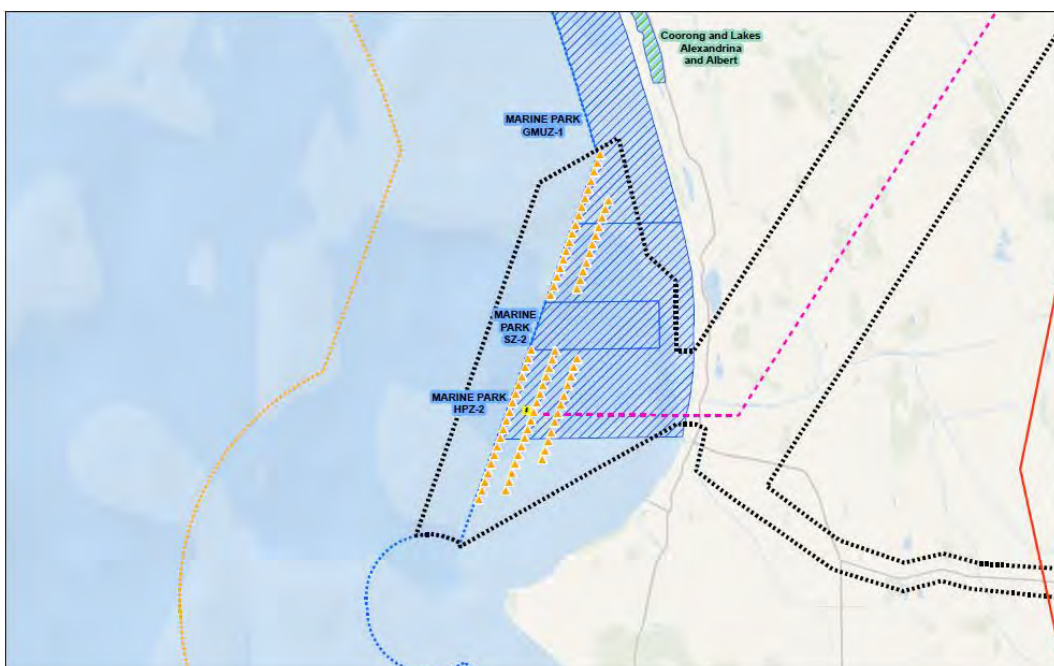 Coorong and Lakes
Alexandrina
and Albert
MARINE PARK
GMUZ-1
MARINE
PARK
SZ-2
MARINE PARK
HPZ-2